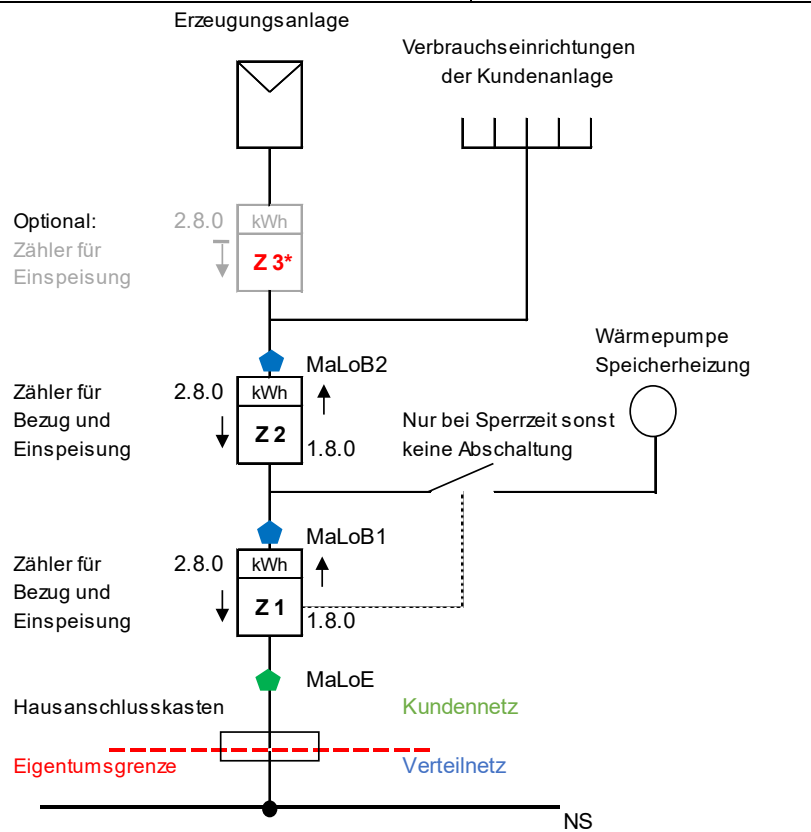 Erzeugungsanlage
Verbrauchseinrichtungen
der Kundenanlage
Optional:
Zähler für
Einspeisung
2.8.0
kWh
Z 3*
Wärmepumpe
Speicherheizung
MaLoB2
Zähler für
Bezug und
Einspeisung
2.8.0
kWh
Z 2
1.8.0
Nur bei Sperrzeit sonst
keine Abschaltung
MaLoB1
Zähler für
Bezug und
Einspeisung
2.8.0
kWh
Z 1
1.8.0
MaLoE
Hausanschlusskasten
Kundennetz
Eigentumsgrenze
Verteilnetz
NS